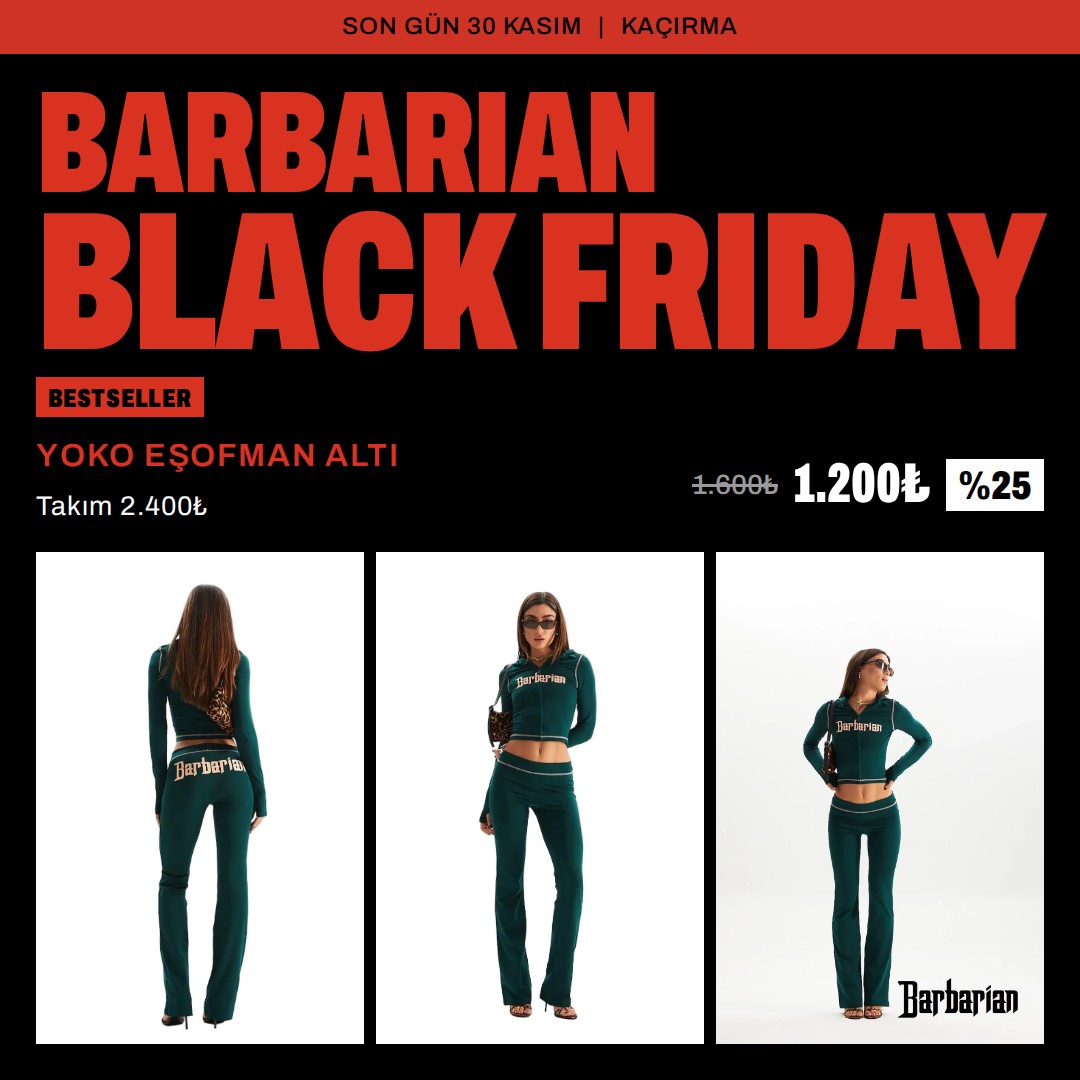 SON GÜN 30 KASIM | KAÇIRMA
BARBARIAN
BLACK FRIDAY
BESTSELLER
YOKO EŞOFMAN ALTI
Takım 2.400₺
1.600₺ 1.200₺ %25
Barbarian
Barbarian
Barbarian
Barbarian